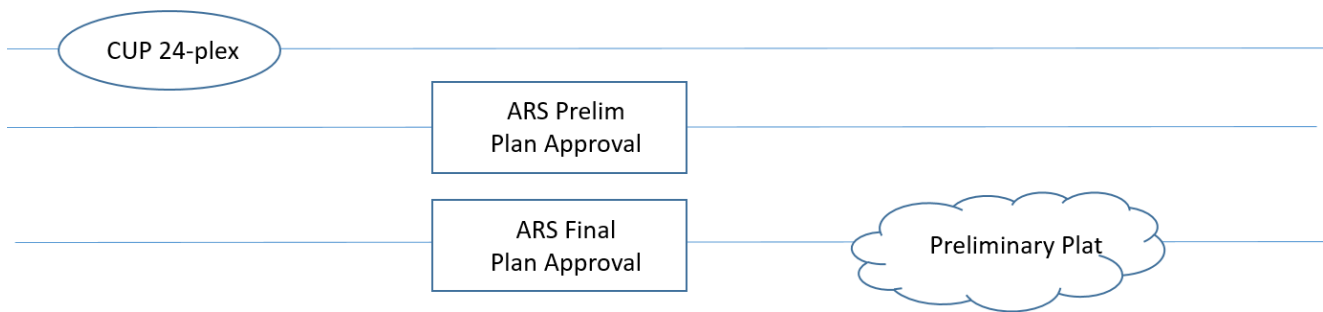 CUP 24-plex
ARS Prelim
Plan Approval
ARS Final
Plan Approval
Preliminary Plat